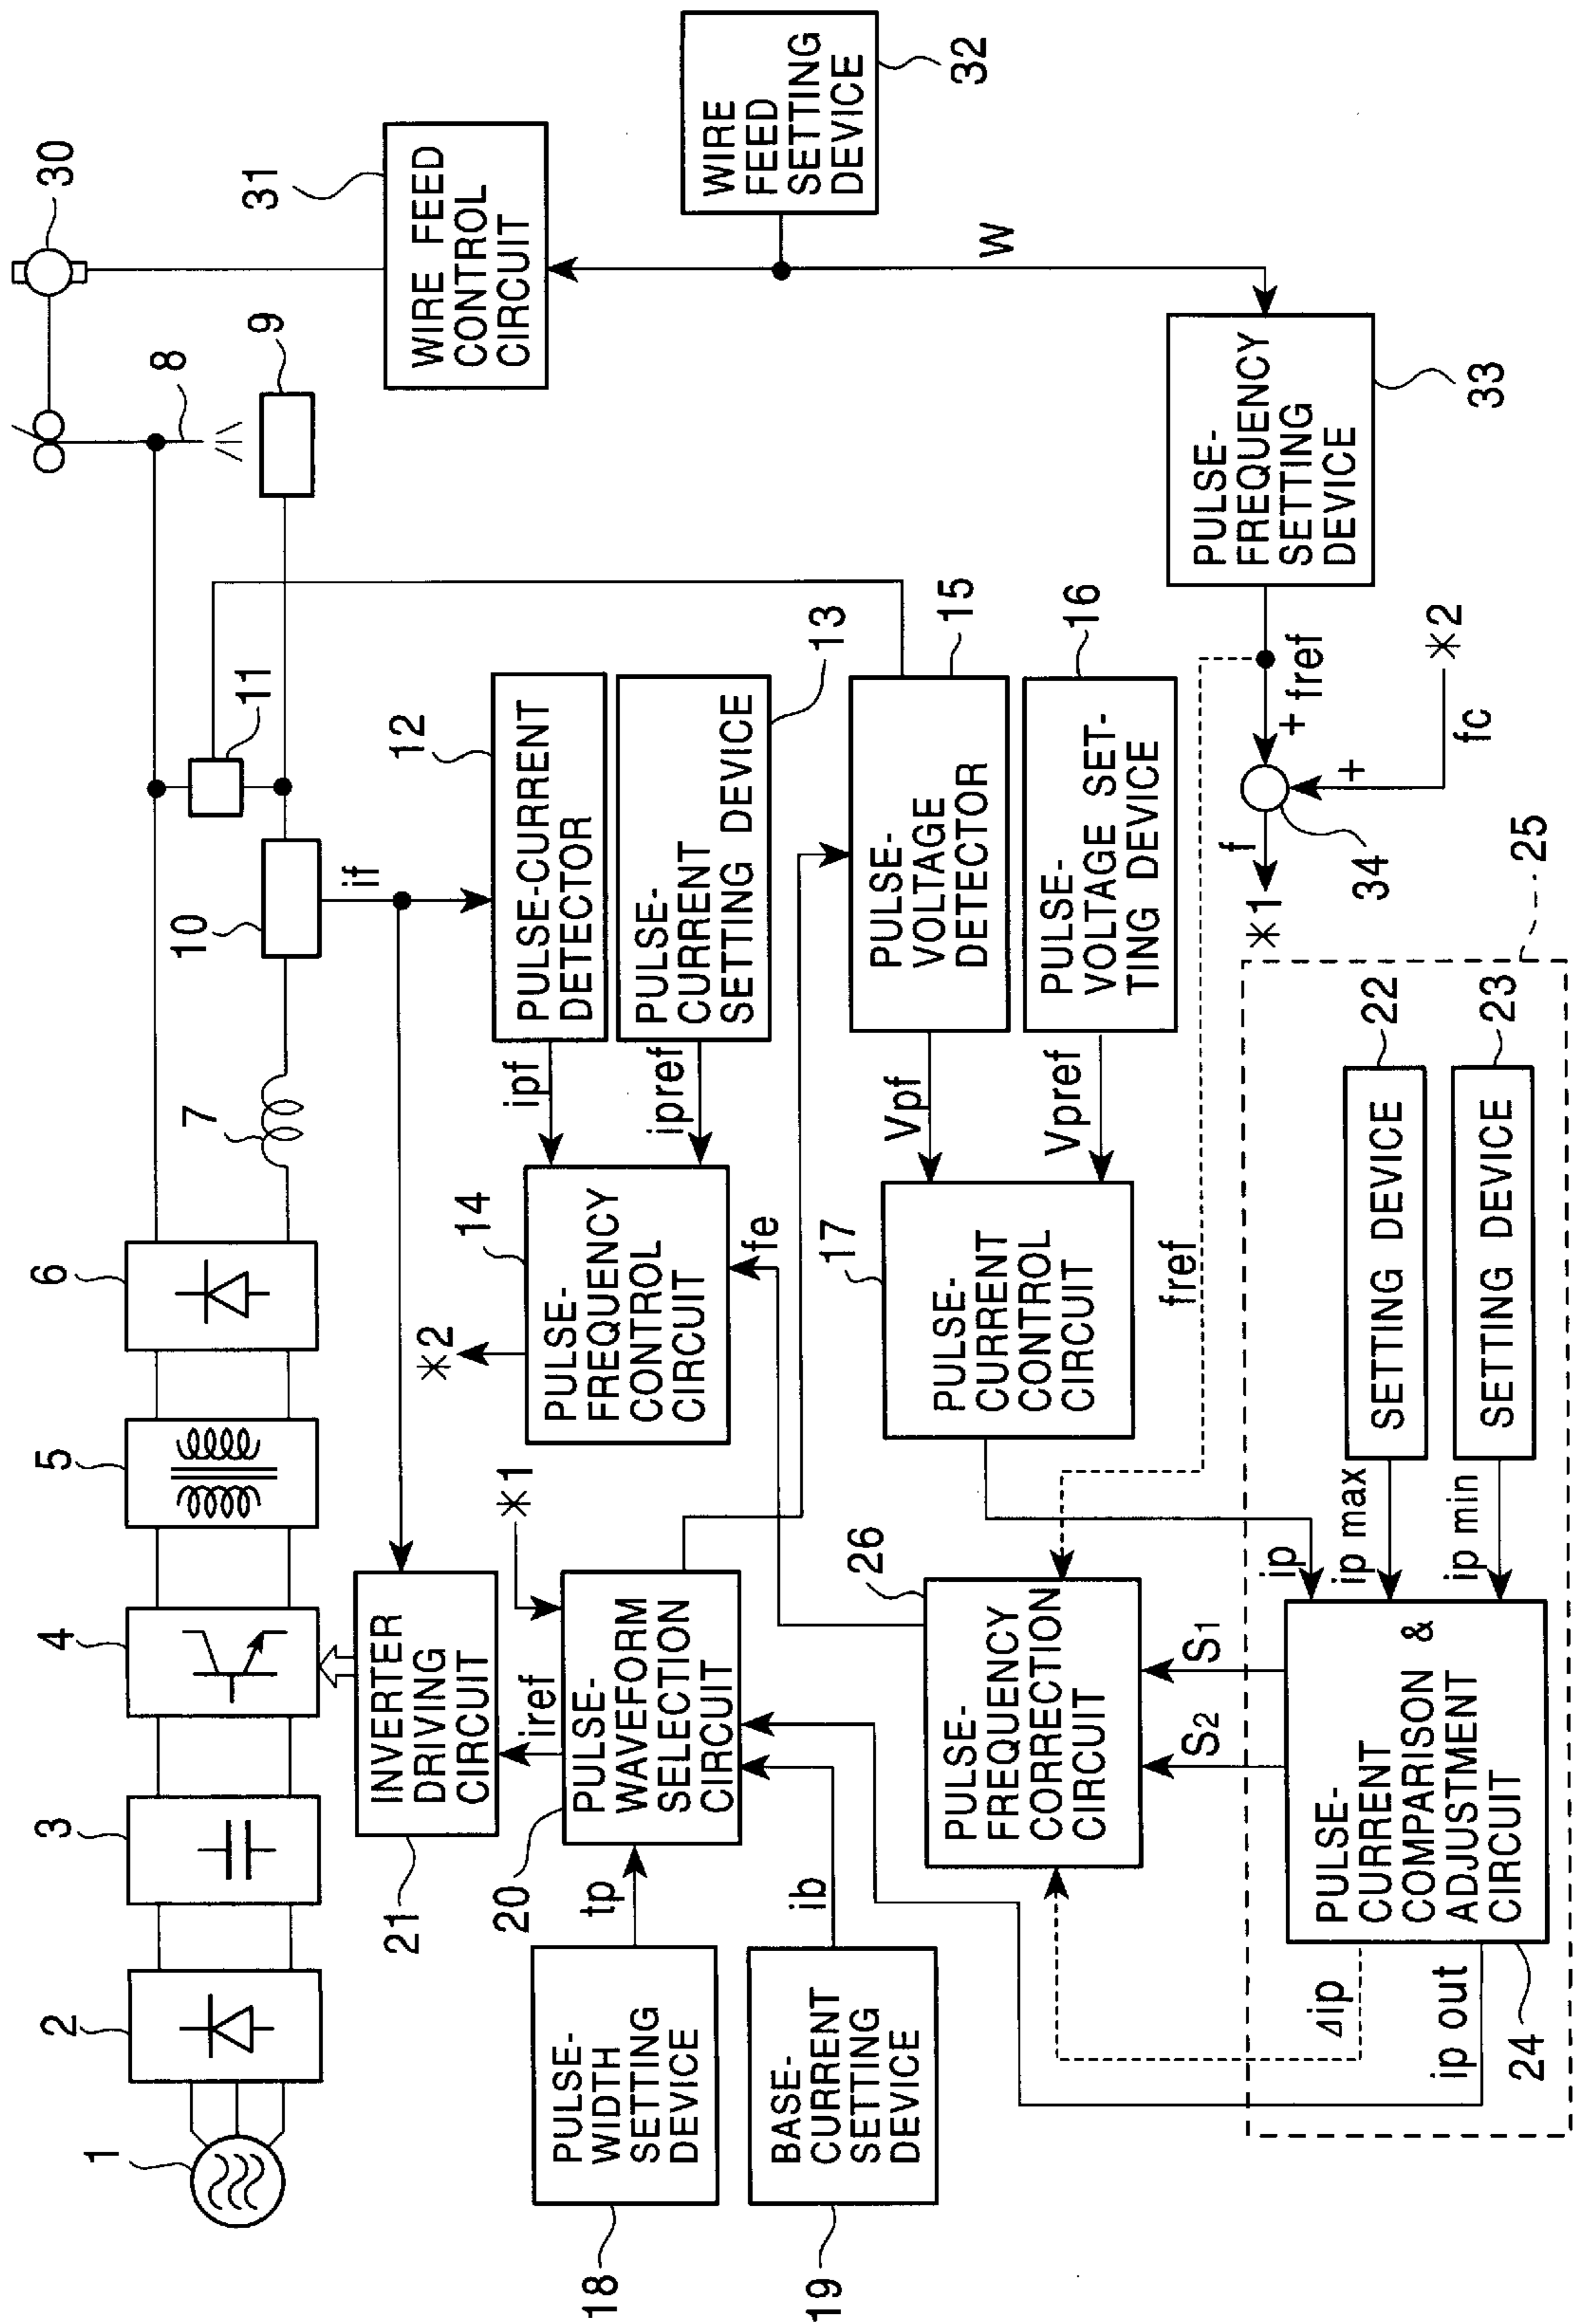 1
2
3
4
5
6
7
8
9
10
11
30
if
INVERTER
DRIVING
CIRCUIT
21
iref
PULSE-
WAVEFORM
SELECTION
CIRCUIT
20
※1
PULSE-
WIDTH
SETTING
DEVICE
18
tp
BASE-
CURRENT
SETTING
DEVICE
19
ib
PULSE-
FREQUENCY
CONTROL
CIRCUIT
14
※2
fe
PULSE-CURRENT
DETECTOR
12
ipf
PULSE-
CURRENT
SETTING DEVICE
13
ipref
PULSE-
VOLTAGE
DETECTOR
15
Vpf
PULSE-
VOLTAGE SET-
TING DEVICE
16
Vpref
PULSE-
CURRENT
CONTROL
CIRCUIT
17
WIRE FEED
CONTROL
CIRCUIT
31
WIRE
FEED
SETTING
DEVICE
32
W
PULSE-
FREQUENCY
SETTING
DEVICE
33
fref
+
+
fc
※2
f
※1
34
fref
PULSE-
FREQUENCY
CORRECTION
CIRCUIT
26
S2
S1
PULSE-
CURRENT &
COMPARISON
ADJUSTMENT
CIRCUIT
24
Δip
ip out
ip
ip max
ip min
SETTING DEVICE
22
SETTING DEVICE
23
25